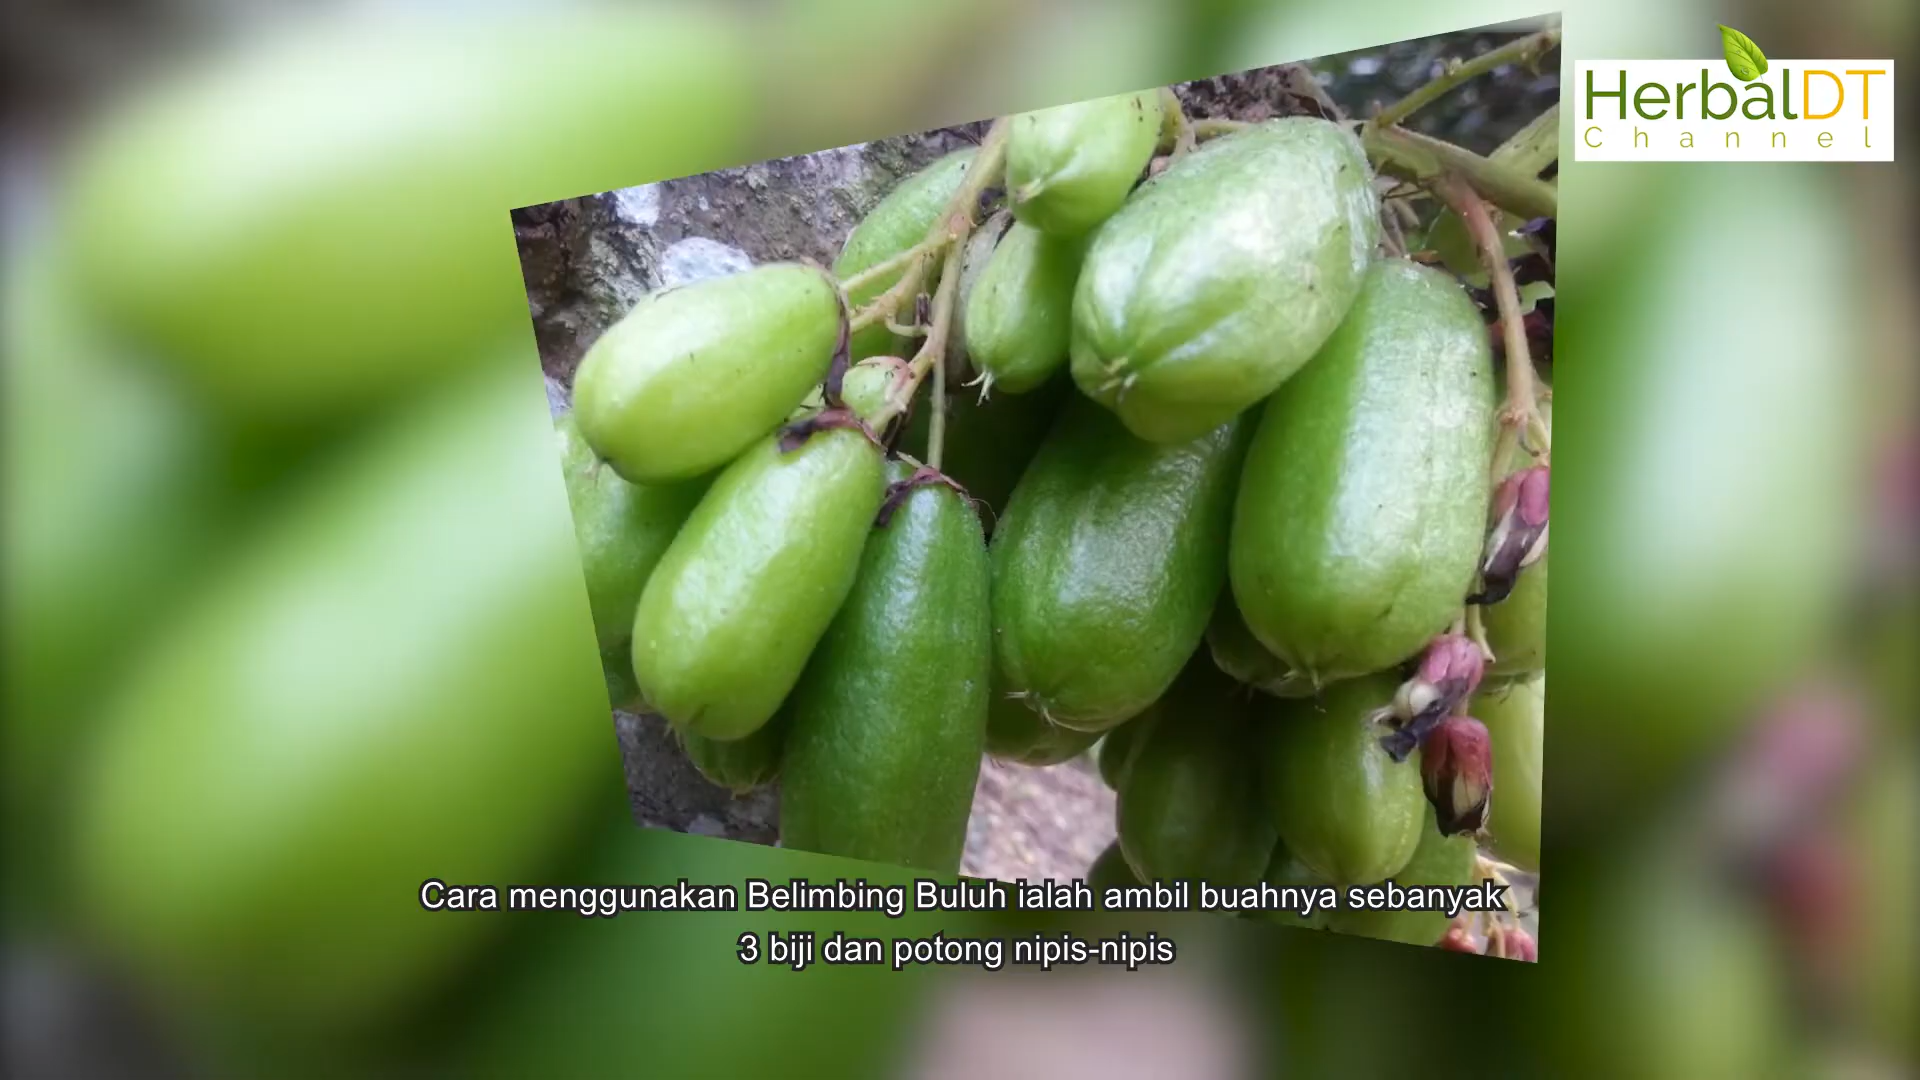 HerbalDT
Channel
Cara menggunakan Belimbing Buluh ialah ambil buahnya sebanyak
3 biji dan potong nipis-nipis